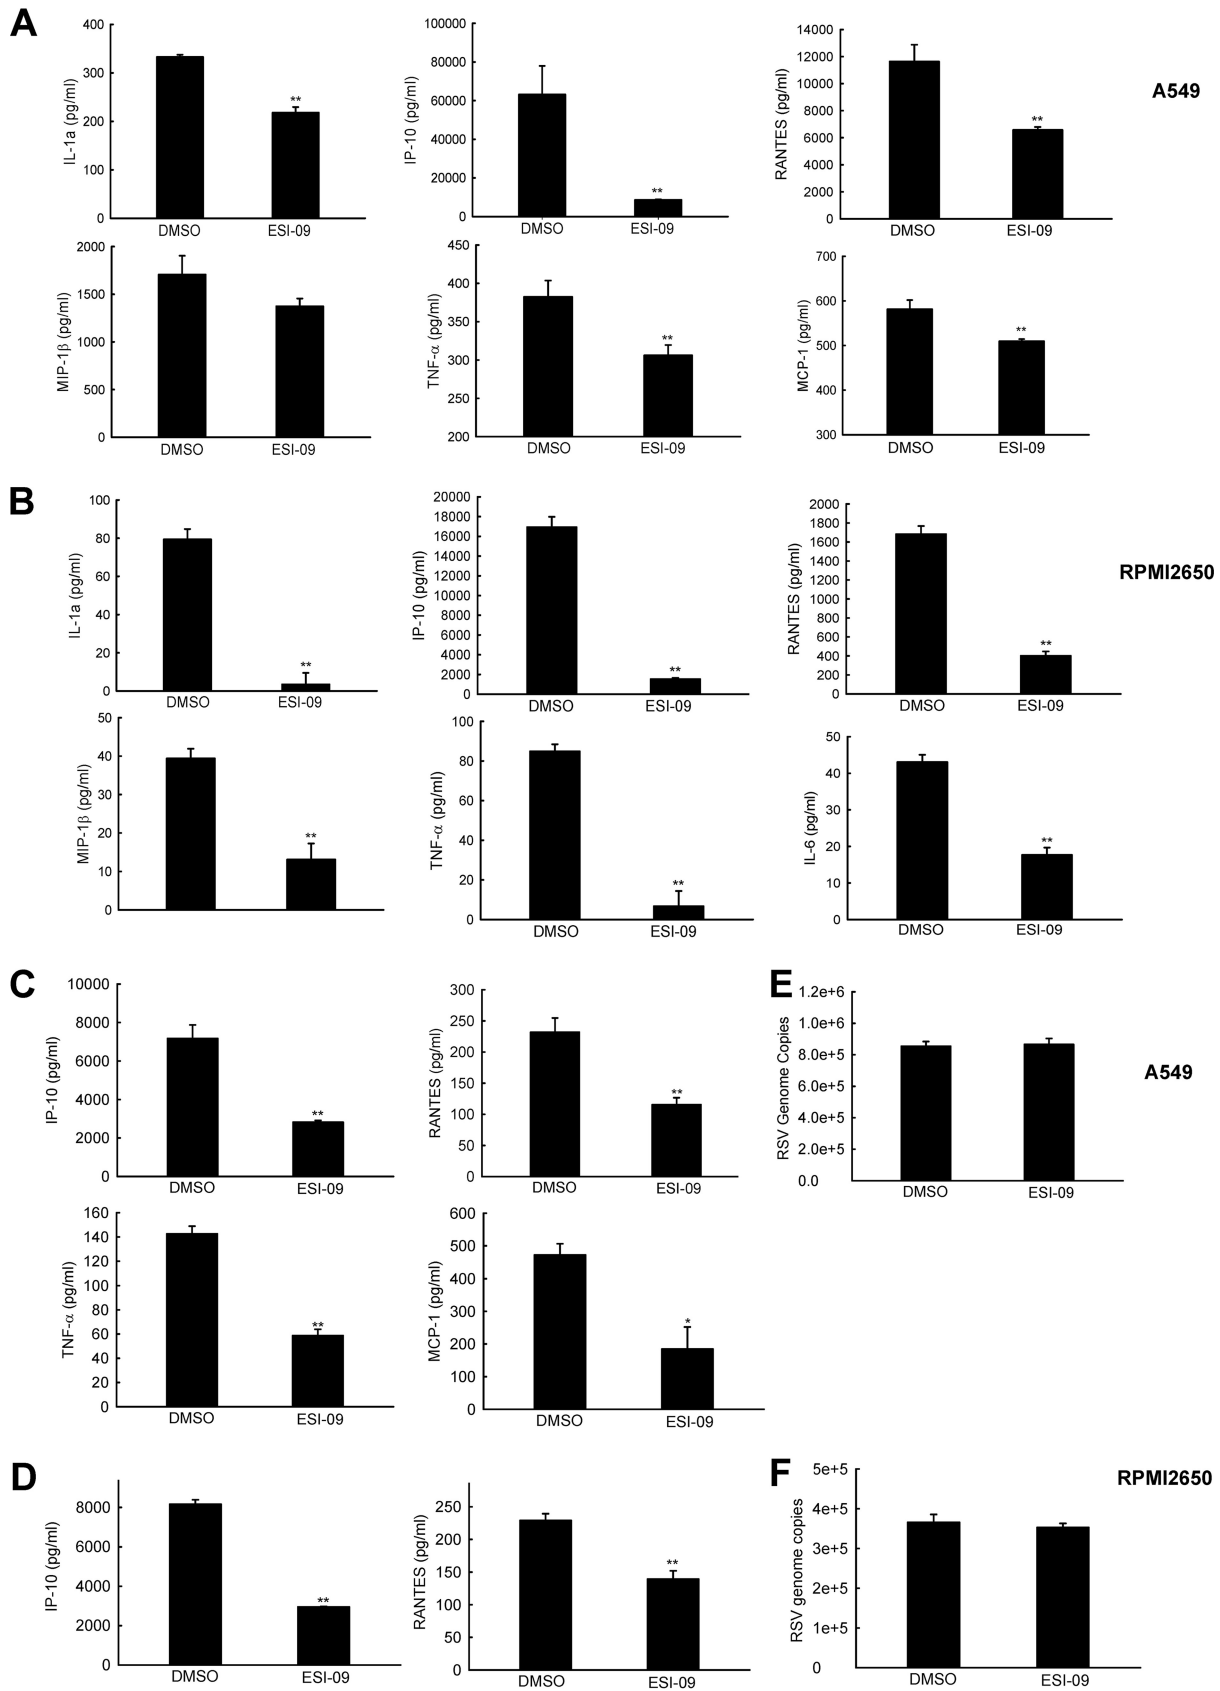 A
IL-1a (pg/ml)
400
300
200
100
0
**
DMSO ESI-09
IP-10 (pg/ml)
100000
80000
60000
40000
20000
0
**
DMSO ESI-09
RANTES (pg/ml)
14000
12000
10000
8000
6000
4000
2000
0
**
DMSO ESI-09
A549
MIP-1β (pg/ml)
2000
1500
1000
500
0
DMSO ESI-09
TNF-α (pg/ml)
450
400
350
300
250
200
**
DMSO ESI-09
MCP-1 (pg/ml)
700
600
500
400
300
**
DMSO ESI-09
B
IL-1a (pg/ml)
100
80
60
40
20
0
**
DMSO ESI-09
IP-10 (pg/ml)
20000
18000
16000
14000
12000
10000
8000
6000
4000
2000
0
**
DMSO ESI-09
RANTES (pg/ml)
2000
1800
1600
1400
1200
1000
800
600
400
200
0
**
DMSO ESI-09
RPMI2650
MIP-1β (pg/ml)
50
40
30
20
10
0
**
TNF-α (pg/ml)
100
80
60
40
20
0
**
DMSO ESI-09
IL-6 (pg/ml)
50
40
30
20
10
0
**
DMSO ESI-09
C
IP-10 (pg/ml)
10000
8000
6000
4000
2000
0
**
DMSO ESI-09
RANTES (pg/ml)
300
250
200
150
100
50
0
**
DMSO ESI-09
E
RSV Genome Copies
1.2e+6
1.0e+6
8.0e+5
6.0e+5
4.0e+5
2.0e+5
0.0
DMSO ESI-09
A549
TNF-α (pg/ml)
160
140
120
100
80
60
40
20
0
**
DMSO ESI-09
MCP-1 (pg/ml)
600
500
400
300
200
100
0
*
DMSO ESI-09
D
IP-10 (pg/ml)
8000
6000
4000
2000
0
**
DMSO ESI-09
RANTES (pg/ml)
250
200
150
100
50
0
**
DMSO ESI-09
F
RSV genome copies
5e+5
4e+5
3e+5
2e+5
1e+5
0
DMSO ESI-09
RPMI2650